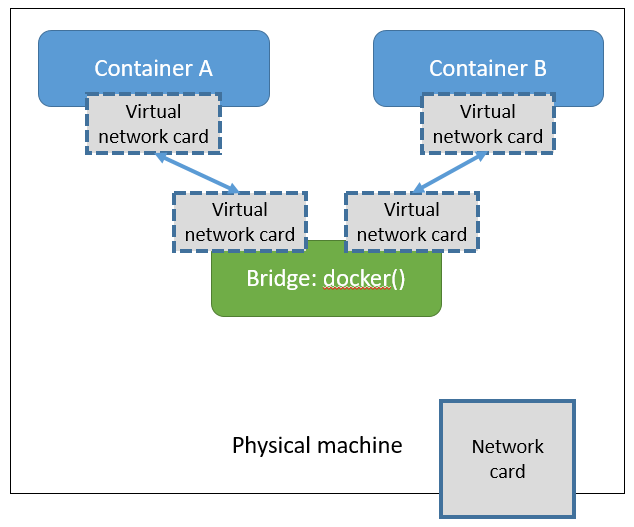 Container A
Container B
Virtual
network card
Virtual
network card
Virtual
network card
Virtual
network card
Bridge: docker()
Physical machine
Network
card